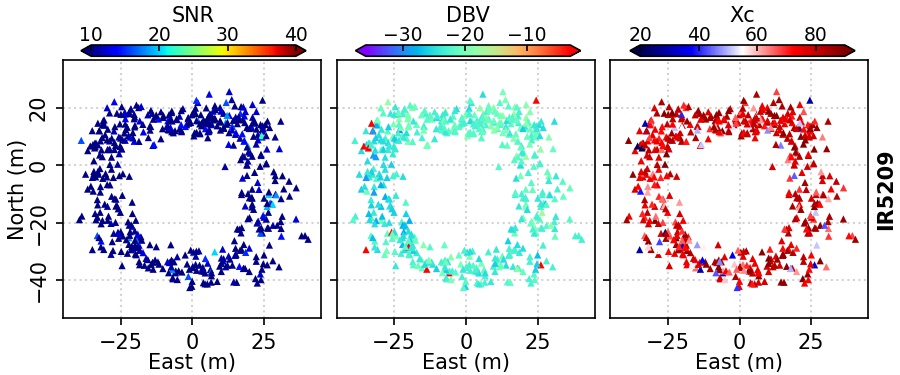 SNR
DBV
Xc
10 20 30 40
−30 −20 −10
20 40 60 80
North (m)
20
0
−20
−40
IR5209
−25 0 25
−25 0 25
−25 0 25
East (m)
East (m)
East (m)